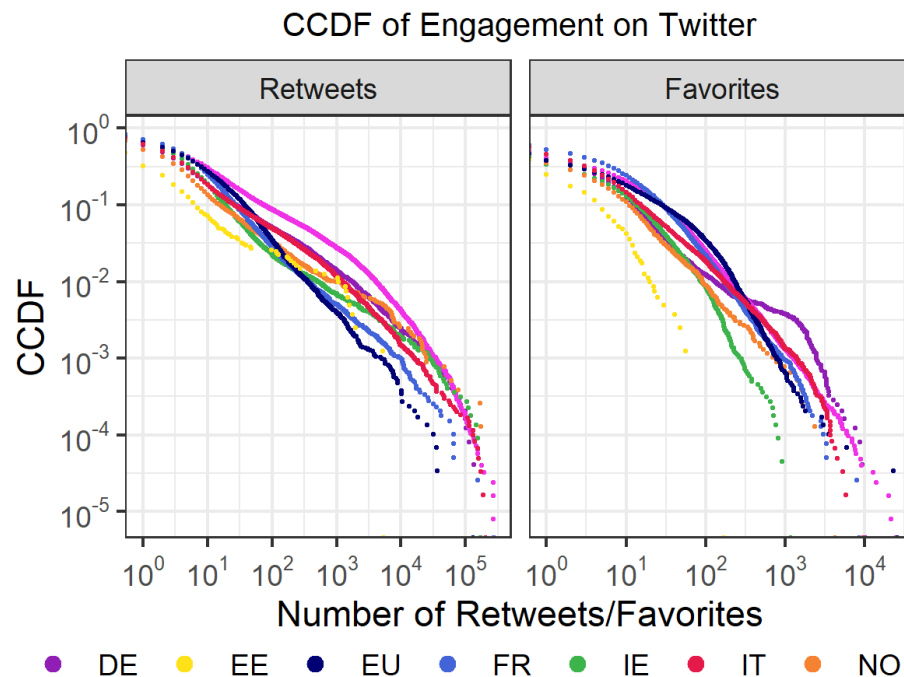 CCDF of Engagement on Twitter
Retweets Favorites
CCDF
10^0
10^-1
10^-2
10^-3
10^-4
10^-5
10^0 10^1 10^2 10^3 10^4 10^5 10^0 10^1 10^2 10^3 10^4
Number of Retweets/Favorites
DE EE EU FR IE IT NO